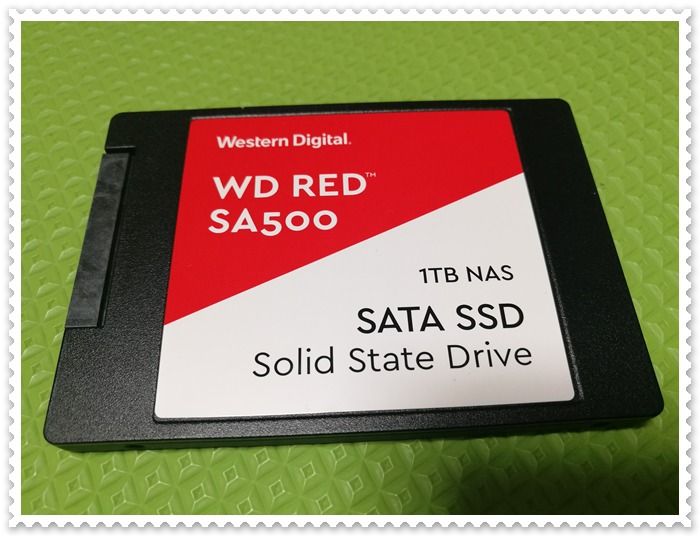 Western Digital.
WD RED™
SA500
1TB NAS
SATA SSD
Solid State Drive